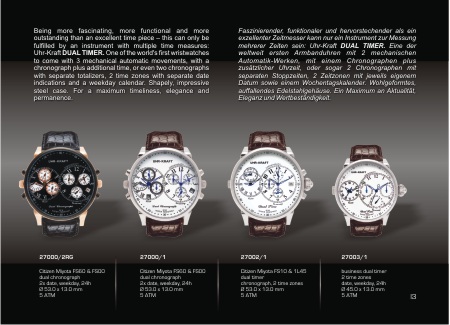 Being more fascinating, more functional and more
outstanding than an excellent time piece – this can only be
fulfilled by an instrument with multiple time measures:
Uhr-Kraft DUAL TIMER. One of the world's first wristwatches
to come with 3 mechanical automatic movements, with a
chronograph plus additional time, or even two chronographs
with separate totalizers, 2 time zones with separate date
indications and a weekday calendar. Shapely, impressive
steel case. For a maximum timeliness, elegance and
permanence.
Faszinierender, funktionaler und hervorstechender als ein
exzellenter Zeitmesser kann nur ein Instrument zur Messung
mehrerer Zeiten sein: Uhr-Kraft DUAL TIMER. Eine der
weltweit ersten Armbanduhren mit 2 mechanischen
Automatik-Werken, mit einem Chronographen plus
zusätzlicher Uhrzeit, oder sogar 2 Chronographen mit
separaten Stoppzeiten, 2 Zeitzonen mit jeweils eigenem
Datum sowie einem Wochentagskalender. Wohlgeformtes,
auffallendes Edelstahlgehäuse. Ein Maximum an Aktualität,
Eleganz und Wertbeständigkeit.
UHR-KRAFT
UHR-KRAFT
UHR-KRAFT
UHR-KRAFT
27000/2RG
Citizen Miyota FS60 & FS00
dual chronograph
2x date, weekday, 24h
Ø 53.0 x 13.0 mm
5 ATM
27000/1
Citizen Miyota FS60 & FS00
dual chronograph
2x date, weekday, 24h
Ø 53.0 x 13.0 mm
5 ATM
27002/1
Citizen Miyota FS10 & 1L45
dual timer
chronograph, 2 time zones
Ø 53.0 x 13.0 mm
5 ATM
27003/1
business dual timer
2 time zones
date, weekday, 24h
Ø 45.0 x 13.0 mm
5 ATM
13